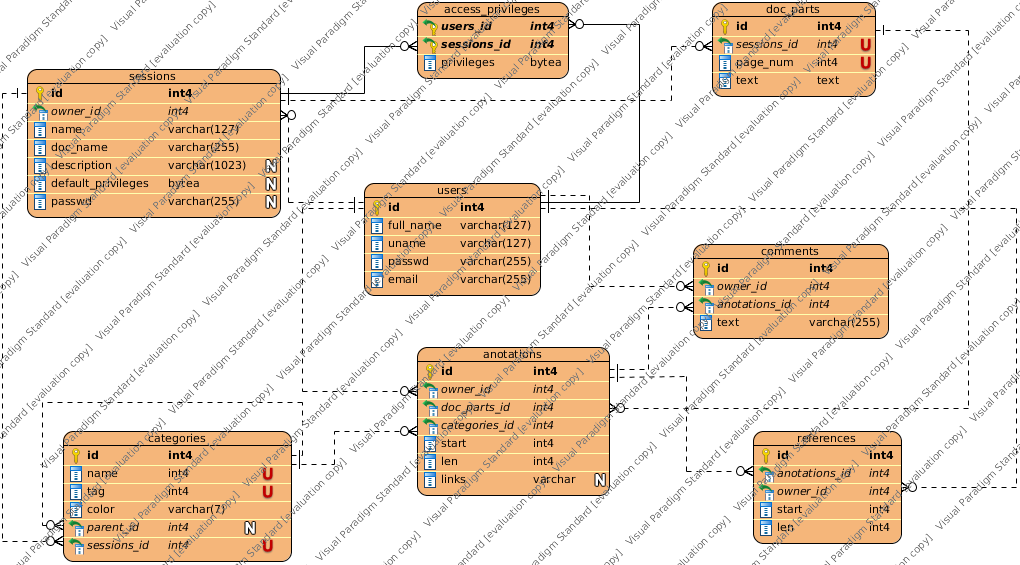 access_privileges
users_id int4
sessions_id int4
privileges bytea
doc_parts
id int4
sessions_id int4 U
page_num int4 U
text text
sessions
id int4
owner_id int4
name varchar(127)
doc_name varchar(255)
description varchar(1023) N
default_privileges bytea N
passwd varchar(255) N
users
id int4
full_name varchar(127)
uname varchar(127)
passwd varchar(255)
email varchar(255)
comments
id int4
owner_id int4
anotations_id int4
text varchar(255)
anotations
id int4
owner_id int4
doc_parts_id int4
categories_id int4
start int4
len int4
links varchar N
categories
id int4
name int4 U
tag int4 U
color varchar(7)
parent_id int4 N
sessions_id int4 U
references
id int4
anotations_id int4
owner_id int4
start int4
len int4
Visual Paradigm Standard [evaluation copy]